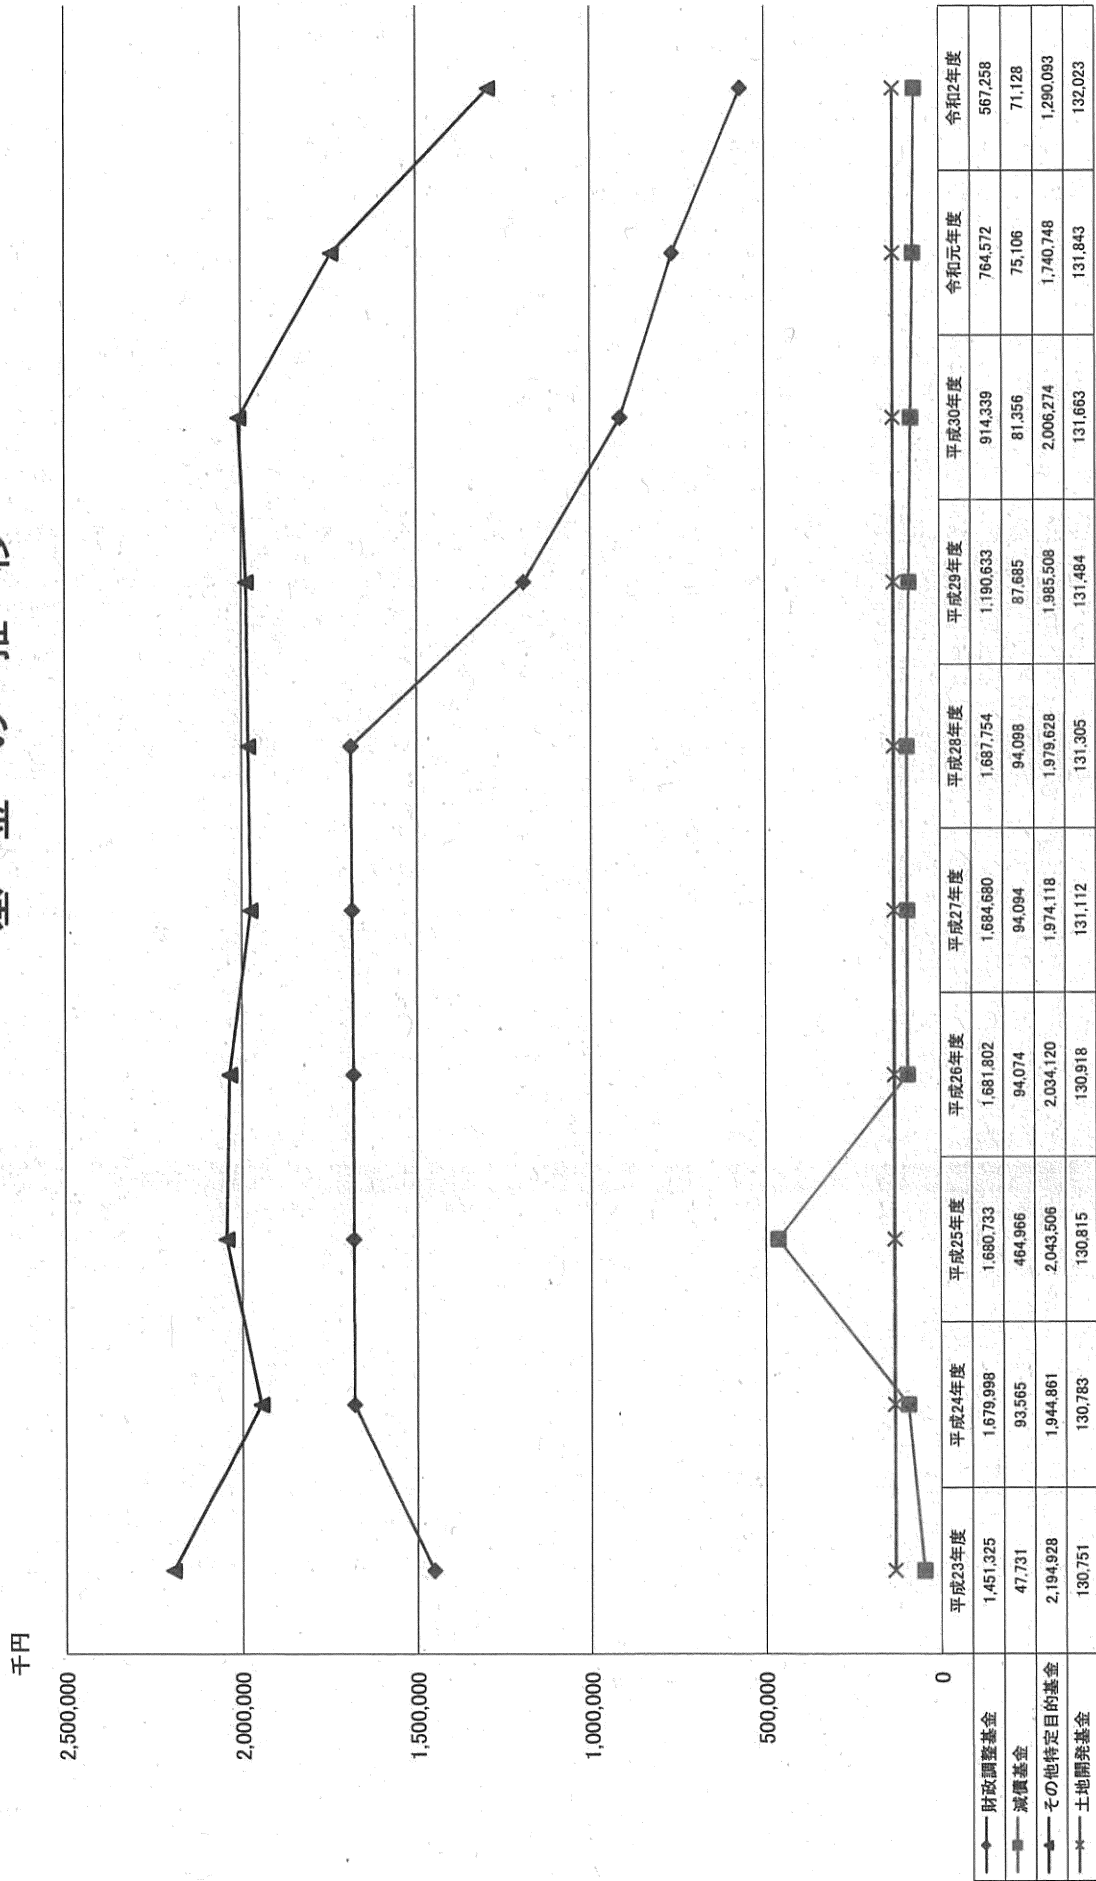 千円
2,500,000
2,000,000
1,500,000
1,000,000
500,000
0
平成23年度 平成24年度 平成25年度 平成26年度 平成27年度 平成28年度 平成29年度 平成30年度 令和元年度 令和2年度
財政調整基金 1,451,325 1,679,998 1,680,733 1,681,802 1,684,680 1,687,754 1,190,633 914,339 764,572 567,258
減債基金 47,731 93,565 464,966 94,074 94,094 94,098 87,685 81,356 75,106 71,128
その他特定目的基金 2,194,928 1,944,861 2,043,506 2,034,120 1,974,118 1,979,628 1,985,508 2,006,274 1,740,748 1,290,093
土地開発基金 130,751 130,783 130,815 130,918 131,112 131,305 131,484 131,663 131,843 132,023